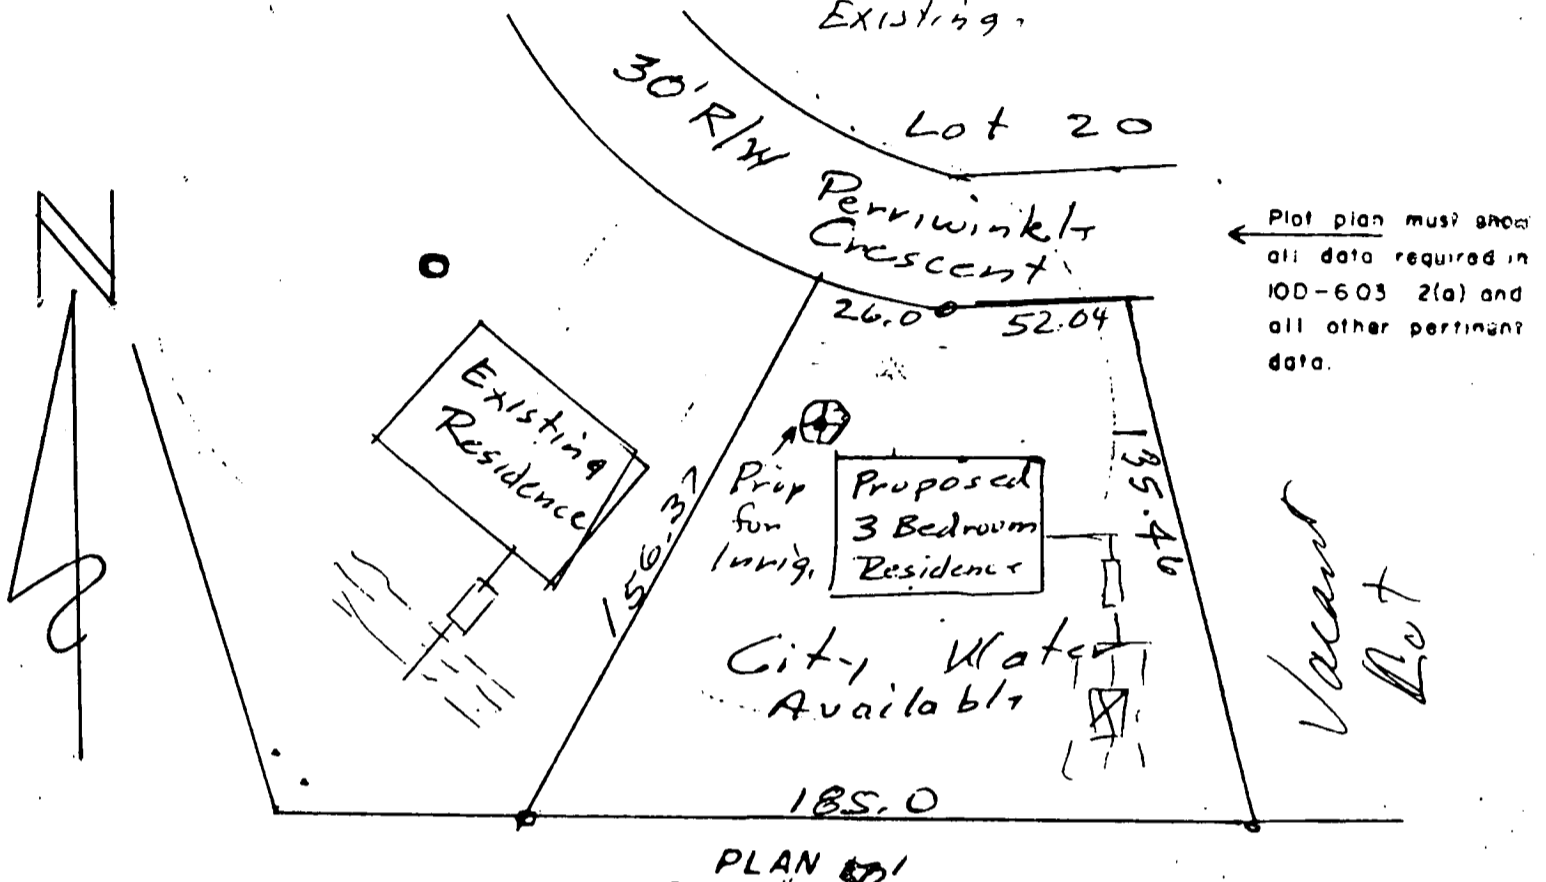 Existing.
Lot 20
30' R/W
Perriwinkle
Crescent
N
Plot plan must show
all data required in
10D-603 2(a) and
all other pertinent
data.
26.0
52.04
Existing
Residence
156.37
135.46
Prop
for
Irrig.
Proposed
3 Bedroom
Residence
City Water
Available
Vacant
Lot
185.0
PLAN